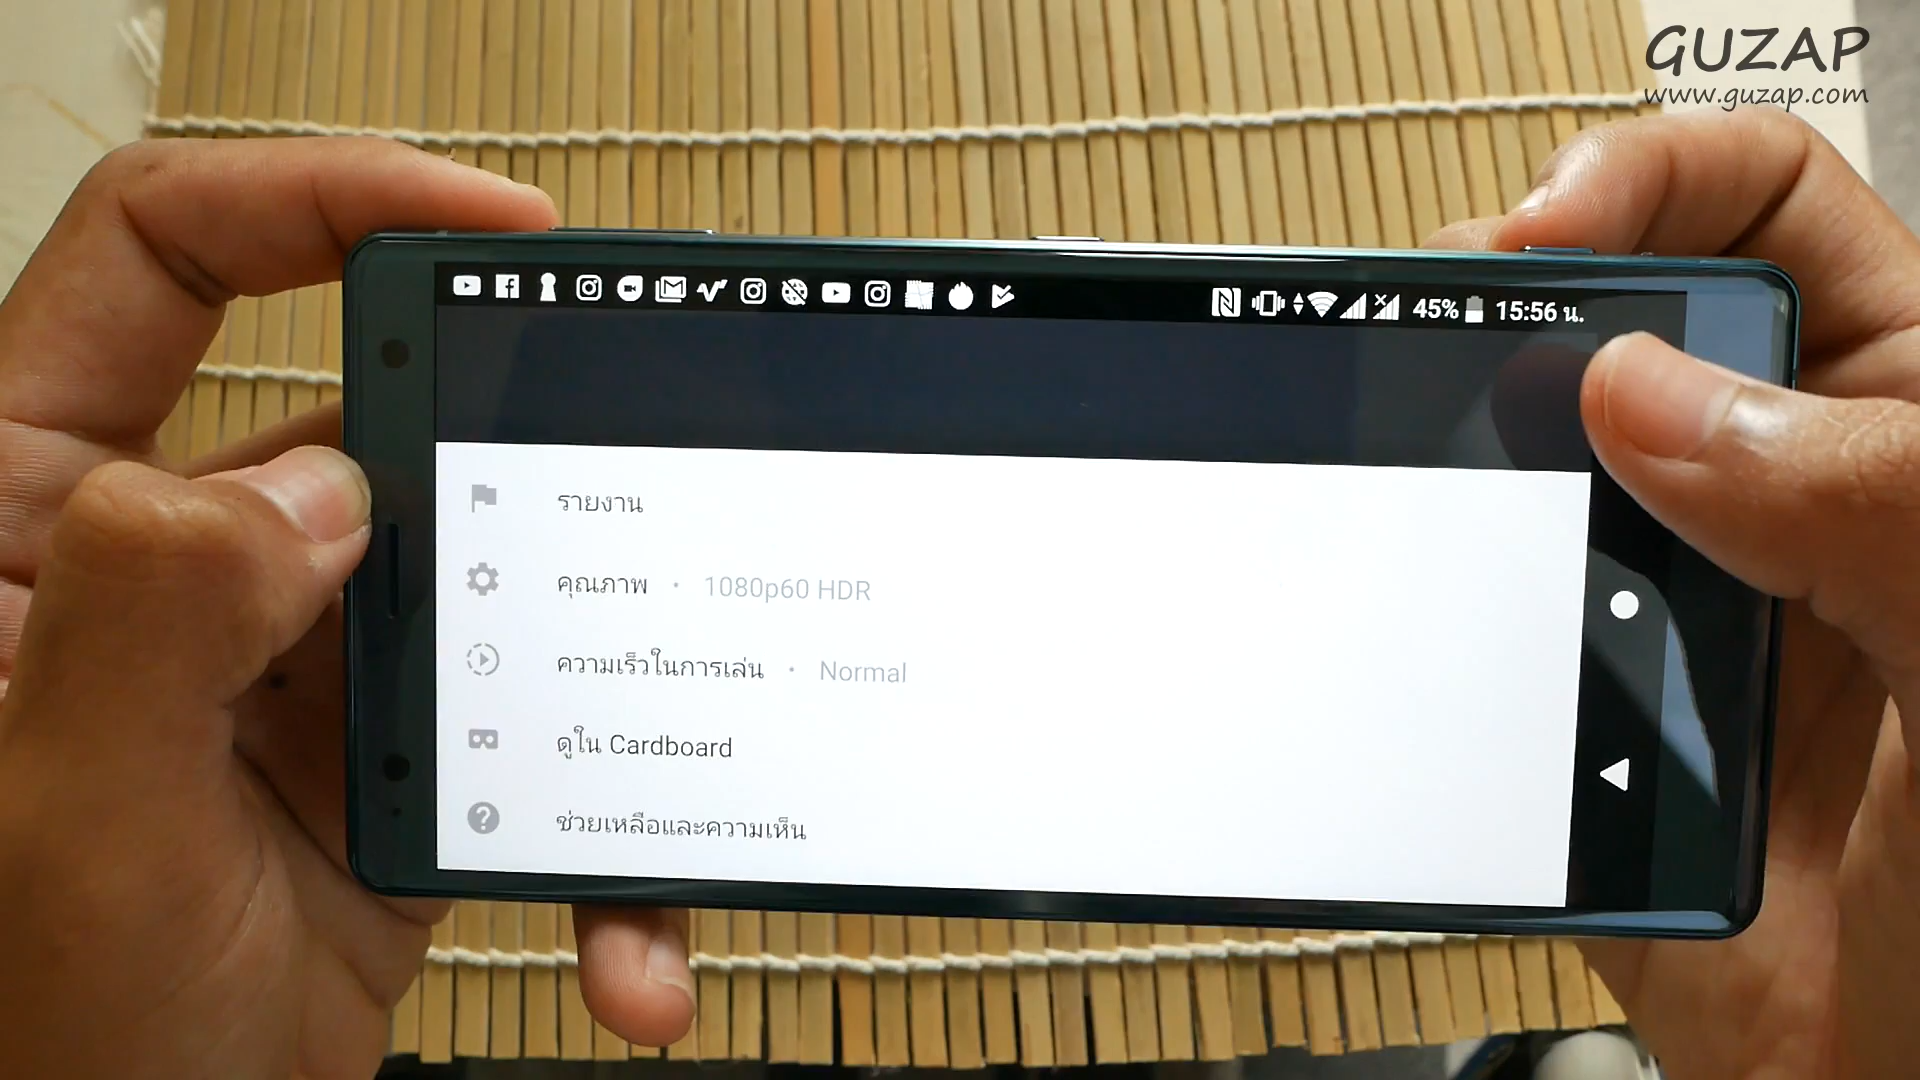 GUZAP
www.guzap.com
45% 15:56 น.
รายงาน
คุณภาพ • 1080p60 HDR
ความเร็วในการเล่น • Normal
ดูใน Cardboard
ช่วยเหลือและความเห็น